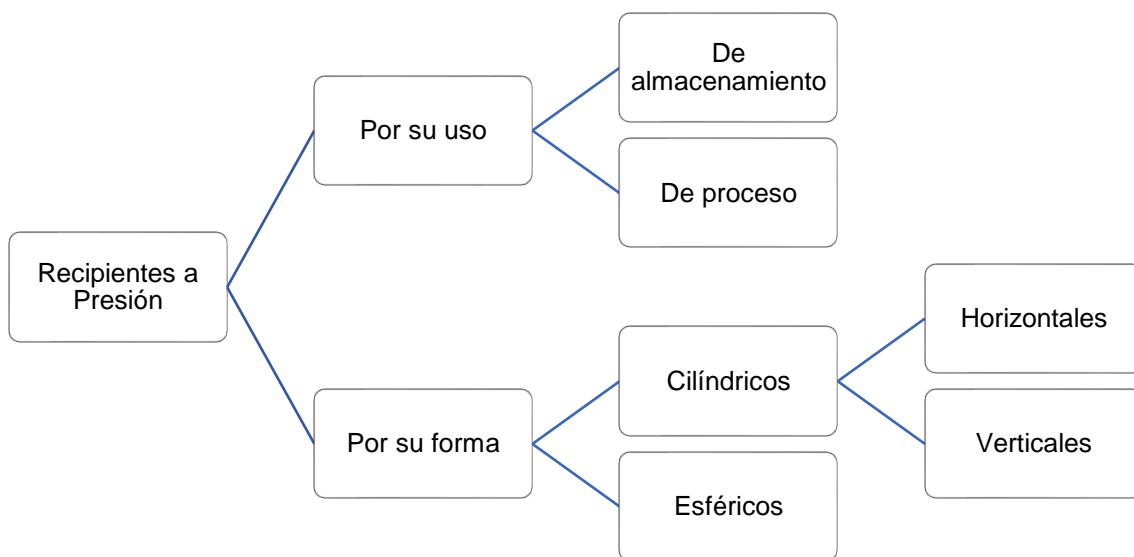 Recipientes a
Presión
Por su uso
De
almacenamiento
De proceso
Por su forma
Cilíndricos
Horizontales
Verticales
Esféricos